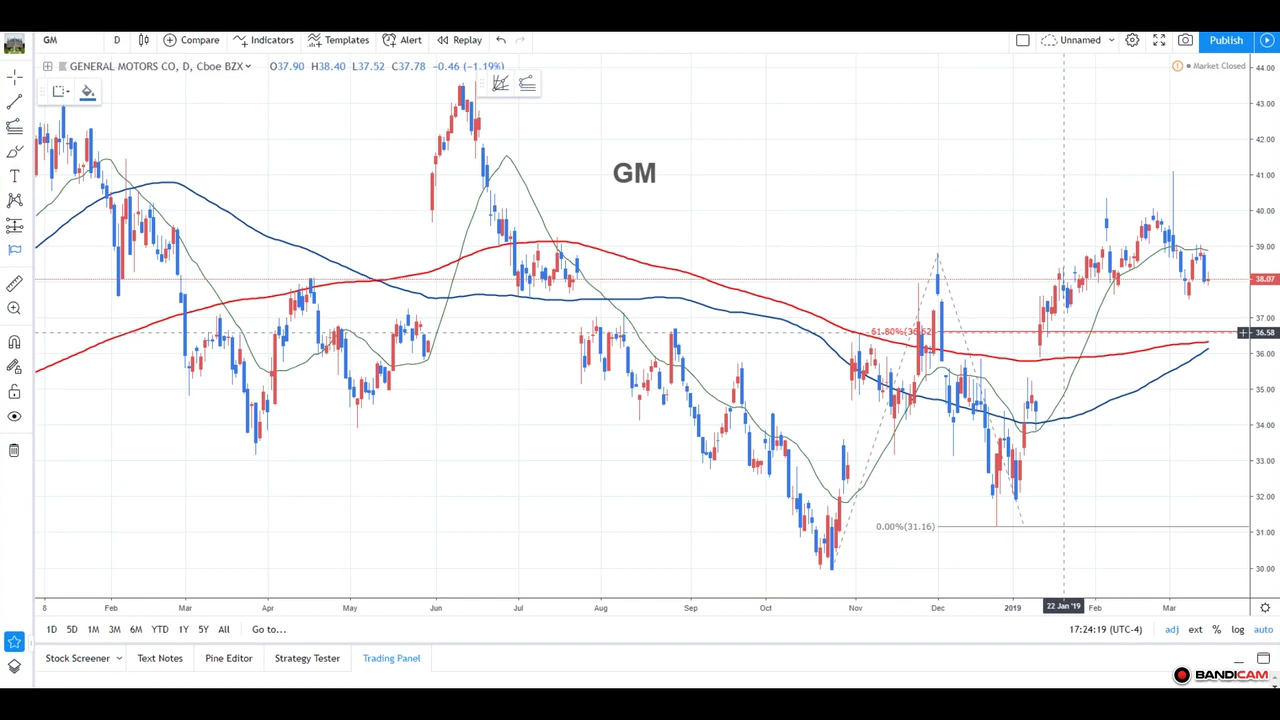 GM D Compare Indicators Templates Alert Replay Unnamed Publish
GENERAL MOTORS CO, D, Cboe BZX O37.90 H38.40 L37.52 C37.78 −0.46 (−1.19%)
Market Closed
GM
44.00
43.00
42.00
41.00
40.00
39.00
38.07
37.00
61.80%(36.52)
36.58
36.00
35.00
34.00
33.00
32.00
0.00%(31.16)
31.00
30.00
8 Feb Mar Apr May Jun Jul Aug Sep Oct Nov Dec 2019 22 Jan '19 Feb Mar
1D 5D 1M 3M 6M YTD 1Y 5Y All Go to... 17:24:19 (UTC-4) adj ext % log auto
Stock Screener Text Notes Pine Editor Strategy Tester Trading Panel
BANDICAM